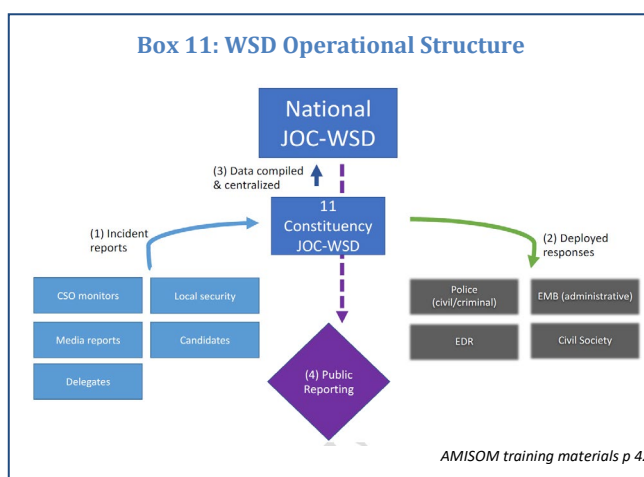 Box 11: WSD Operational Structure
National
JOC-WSD
(3) Data compiled
& centralized
11
Constituency
JOC-WSD
(1) Incident
reports
(2) Deployed
responses
CSO monitors
Local security
Media reports
Candidates
Delegates
Police
(civil/criminal)
EMB (administrative)
EDR
Civil Society
(4) Public
Reporting
AMISOM training materials p 4